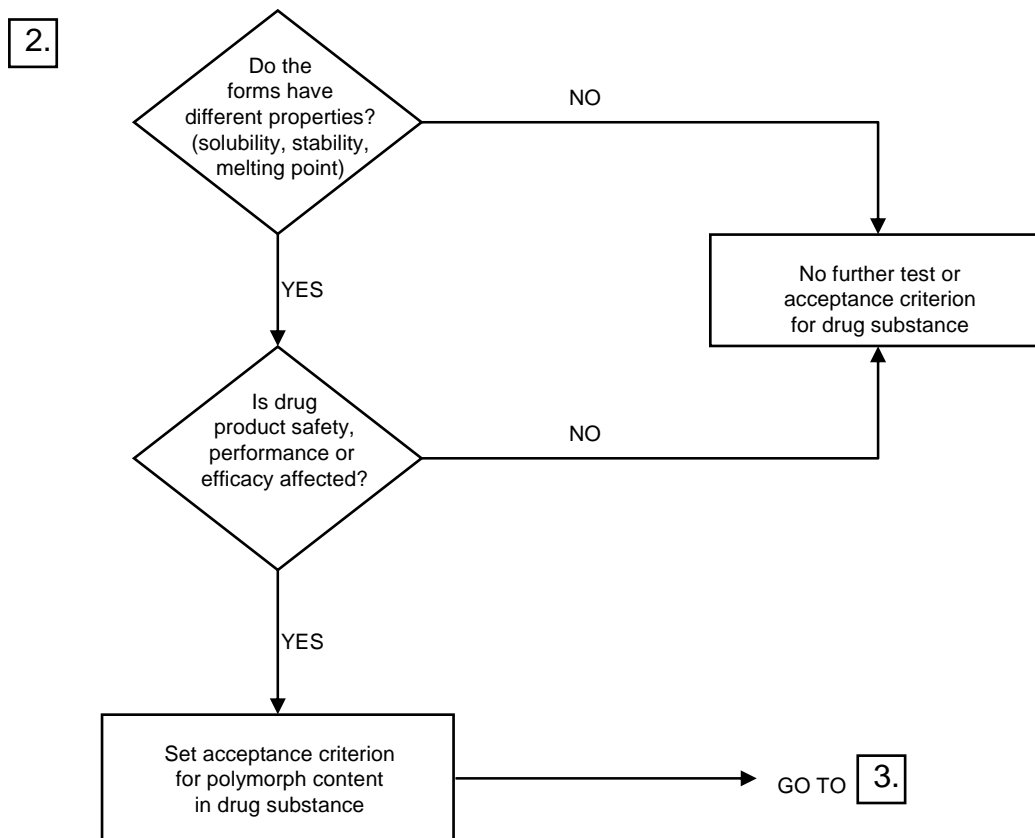 2.
Do the
forms have
different properties?
(solubility, stability,
melting point)
NO
No further test or
acceptance criterion
for drug substance
YES
Is drug
product safety,
performance or
efficacy affected?
NO
YES
Set acceptance criterion
for polymorph content
in drug substance
GO TO 3.